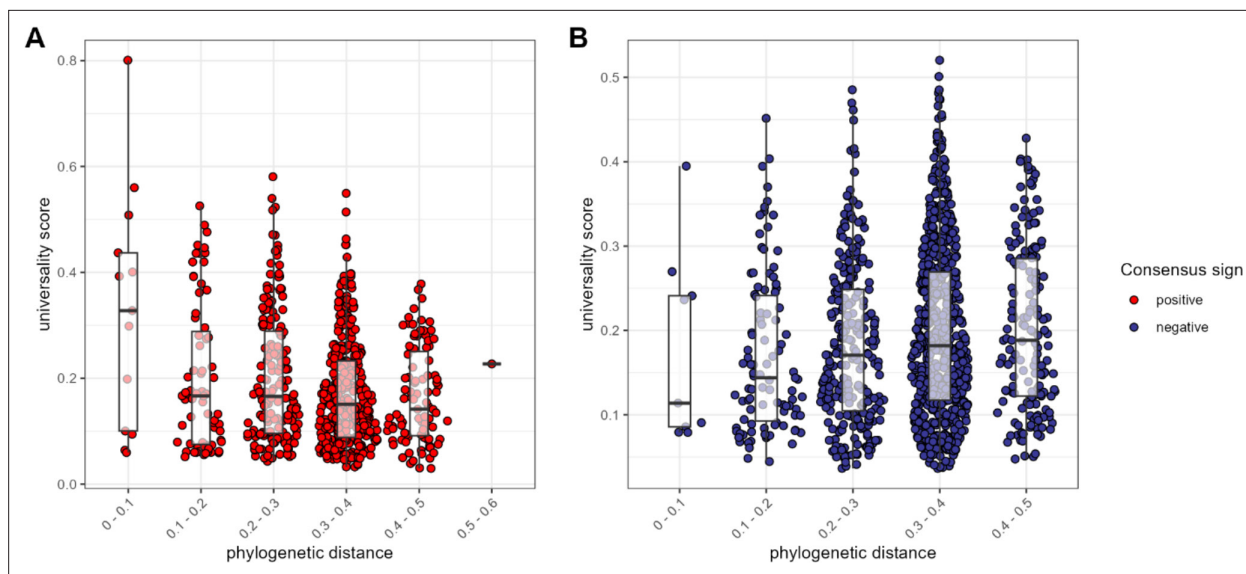 A
universality score
0.8
0.6
0.4
0.2
0.0
0 - 0.1
0.1 - 0.2
0.2 - 0.3
0.3 - 0.4
0.4 - 0.5
0.5 - 0.6
phylogenetic distance
B
universality score
0.5
0.4
0.3
0.2
0.1
0 - 0.1
0.1 - 0.2
0.2 - 0.3
0.3 - 0.4
0.4 - 0.5
phylogenetic distance
Consensus sign
positive
negative